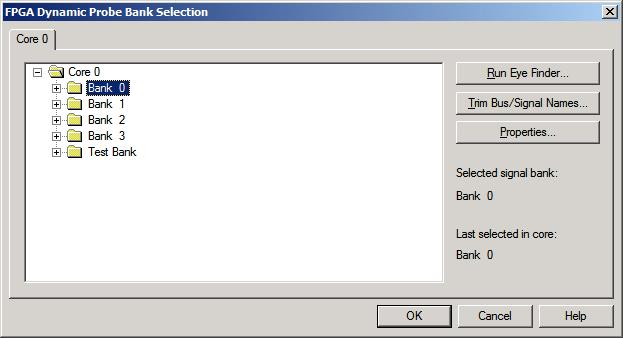 FPGA Dynamic Probe Bank Selection
Core 0
Core 0
Bank 0
Bank 1
Bank 2
Bank 3
Test Bank
Run Eye Finder...
Trim Bus/Signal Names...
Properties...
Selected signal bank:
Bank 0
Last selected in core:
Bank 0
OK
Cancel
Help